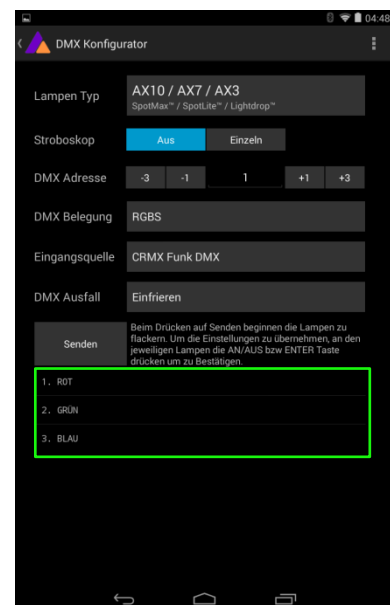 04:48
DMX Konfigurator
Lampen Typ
AX10 / AX7 / AX3
SpotMax™ / SpotLite™ / Lightdrop™
Stroboskop
Aus
Einzeln
DMX Adresse
-3
-1
1
+1
+3
DMX Belegung
RGBS
Eingangsquelle
CRMX Funk DMX
DMX Ausfall
Einfrieren
Senden
Beim Drücken auf Senden beginnen die Lampen zu
flackern. Um die Einstellungen zu übernehmen, an den
jeweiligen Lampen die AN/AUS bzw ENTER Taste
drücken um zu Bestätigen.
1. ROT
2. GRÜN
3. BLAU